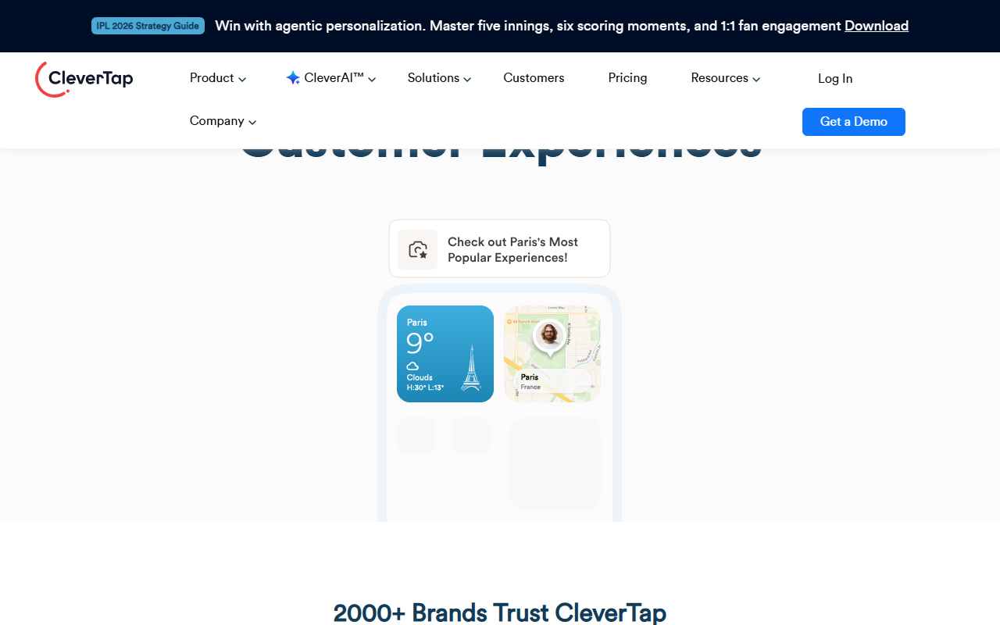 IPL 2026 Strategy Guide
Win with agentic personalization. Master five innings, six scoring moments, and 1:1 fan engagement Download
CleverTap
Product
CleverAI™
Solutions
Customers
Pricing
Resources
Log In
Company
Get a Demo
Customer Experiences
Check out Paris's Most
Popular Experiences!
Paris
9°
Clouds
H:30° L:13°
Paris
France
2000+ Brands Trust CleverTap